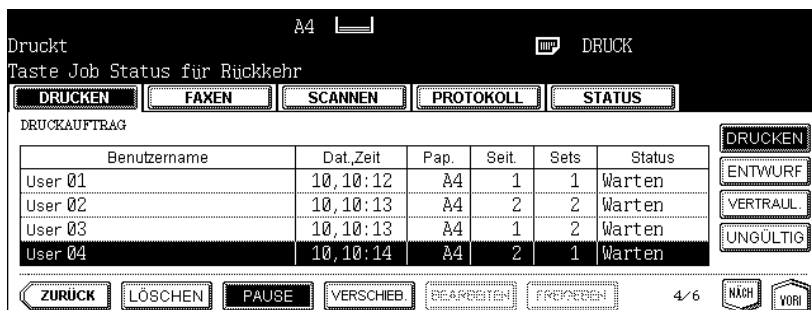 A4
Druckt DRUCK
Taste Job Status für Rückkehr
DRUCKEN FAXEN SCANNEN PROTOKOLL STATUS
DRUCKAUFTRAG
DRUCKEN
Benutzername Dat.,Zeit Pap. Seit. Sets Status
User 01 10,10:12 A4 1 1 Warten
ENTWURF
User 02 10,10:13 A4 2 2 Warten
VERTRAUL.
User 03 10,10:13 A4 1 2 Warten
UNGÜLTIG
User 04 10,10:14 A4 2 1 Warten
ZURÜCK LÖSCHEN PAUSE VERSCHIEB. BEARBEITEN FREIGEBEN 4/6 NÄCH VORI